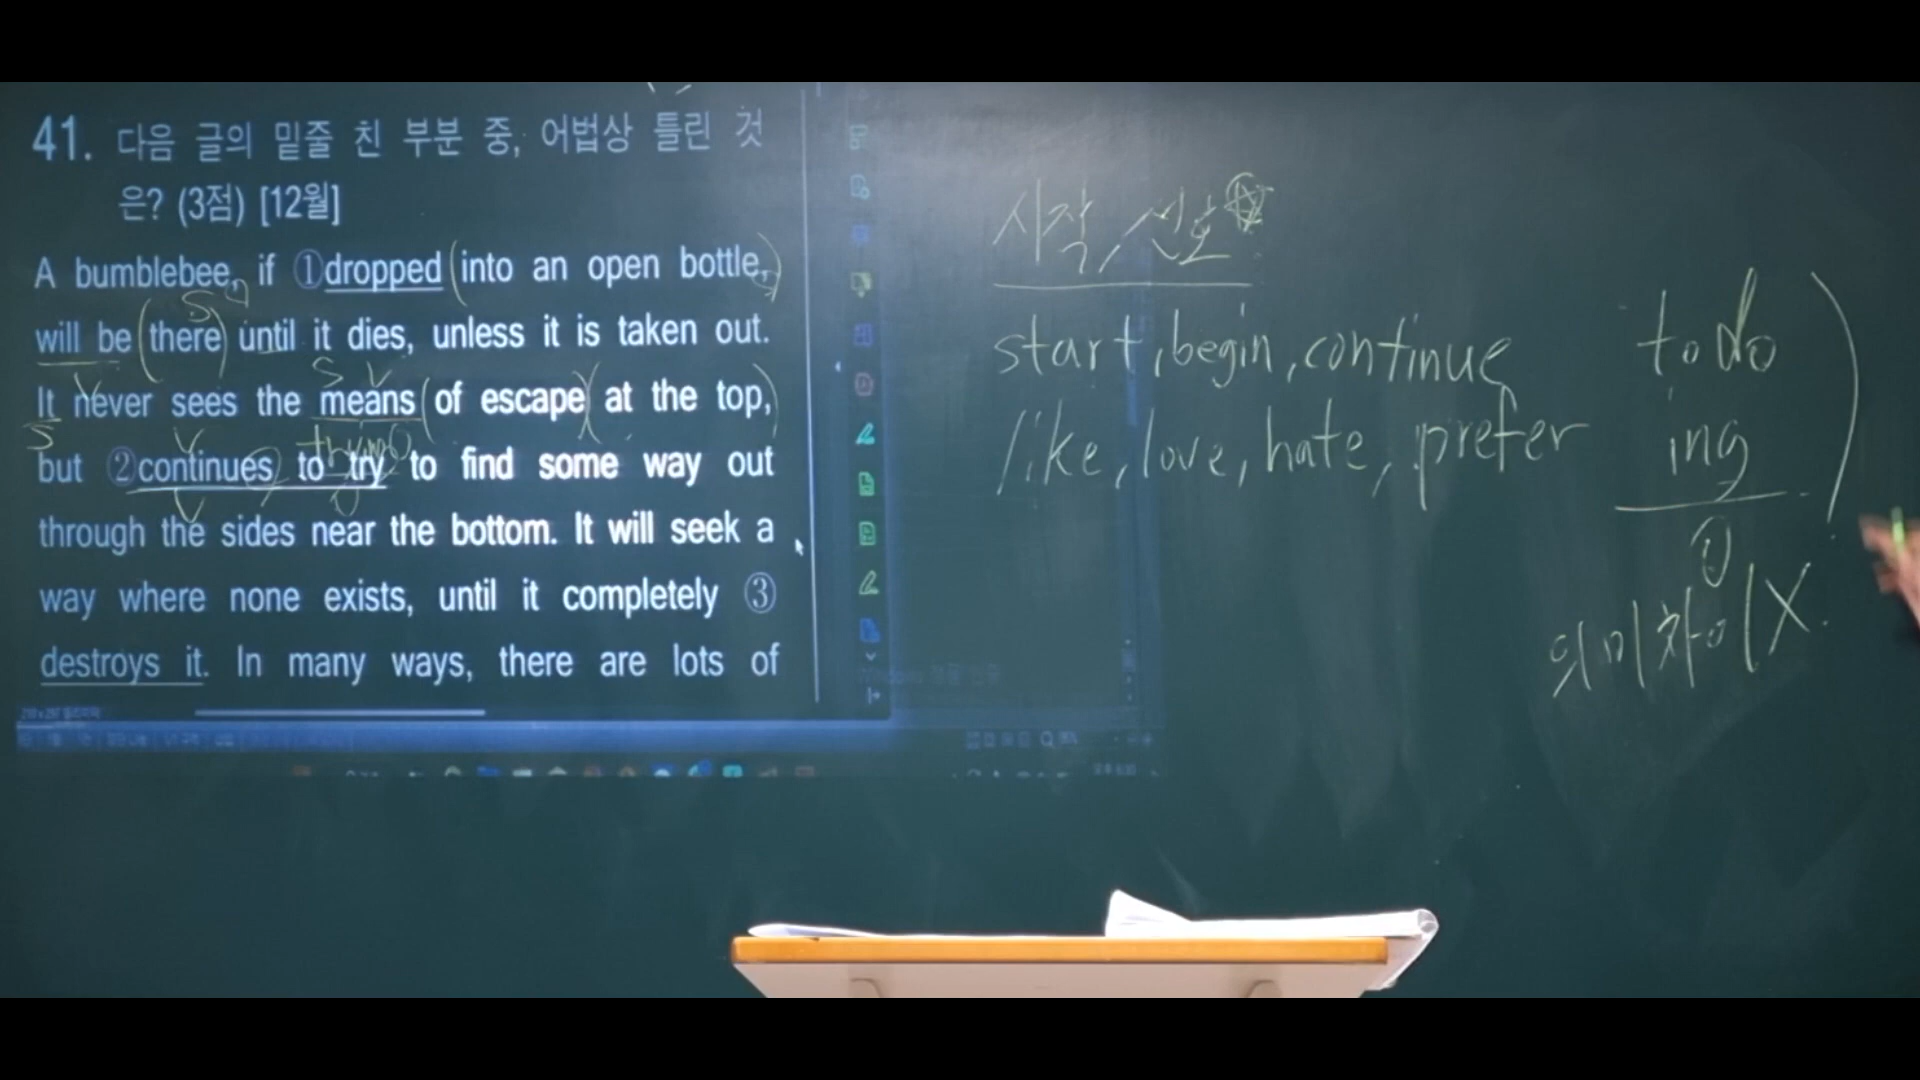 41. 다음 글의 밑줄 친 부분 중, 어법상 틀린 것
은? (3점) [12월]
A bumblebee, if ①dropped (into an open bottle,)
S
will be (there) until it dies, unless it is taken out.
V S V
It never sees the means (of escape)(at the top,)
S V trying
but ②continues to try to find some way out
V
through the sides near the bottom. It will seek a
way where none exists, until it completely ③
destroys it. In many ways, there are lots of
시작, 선호
start, begin, continue
like, love, hate, prefer
to do
ing
의미차이 X.